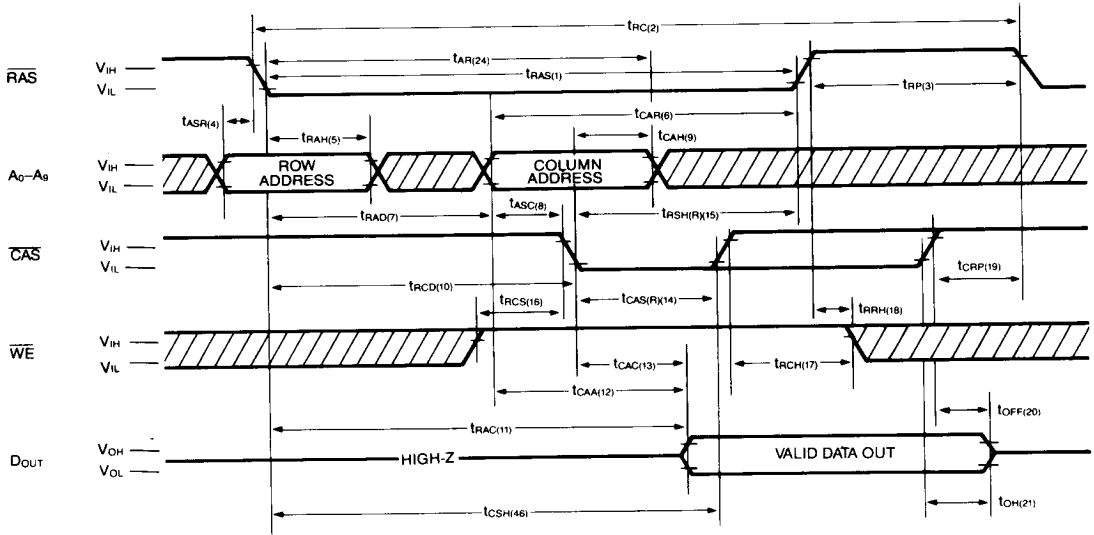 tRC(2)
tAR(24)
RAS
VIH
VIL
tRAS(1)
tRP(3)
tASR(4)
tCAR(6)
tRAH(5)
tCAH(9)
A0–A9
VIH
VIL
ROW
ADDRESS
COLUMN
ADDRESS
tASC(8)
tRAD(7)
tRSH(R)(15)
CAS
VIH
VIL
tCRP(19)
tRCD(10)
tCAS(R)(14)
tRCS(16)
tRRH(18)
WE
VIH
VIL
tCAC(13)
tRCH(17)
tCAA(12)
tOFF(20)
tRAC(11)
DOUT
VOH
VOL
HIGH-Z
VALID DATA OUT
tOH(21)
tCSH(46)